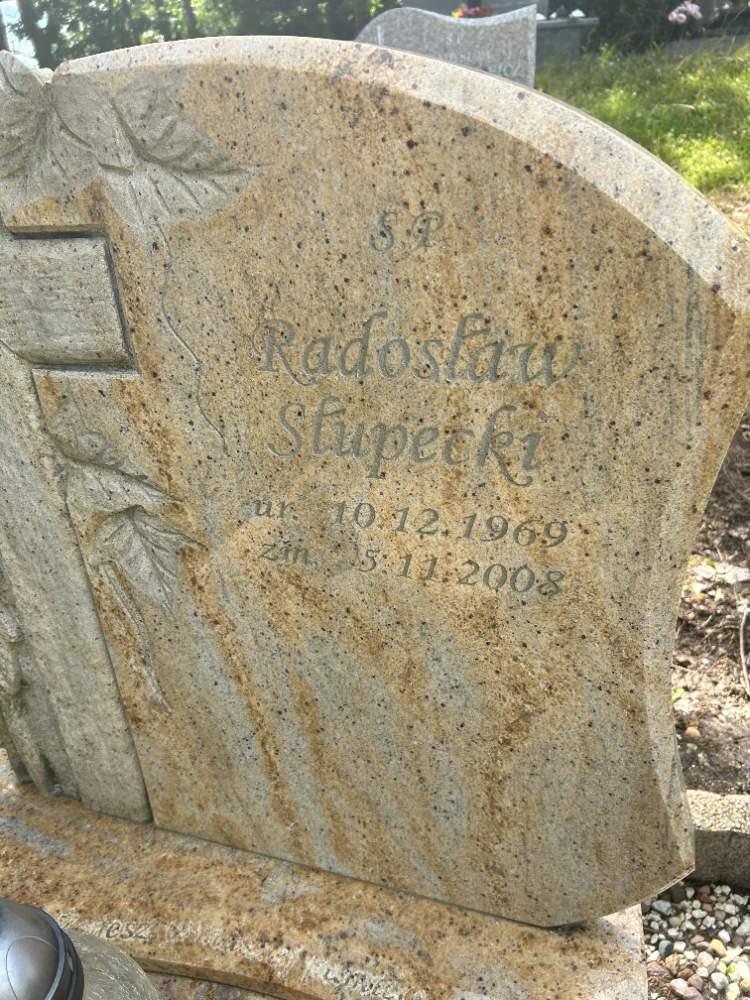 Ś.P.
Radosław
Słupecki
ur. 10.12.1969
zm. 5.11.2008